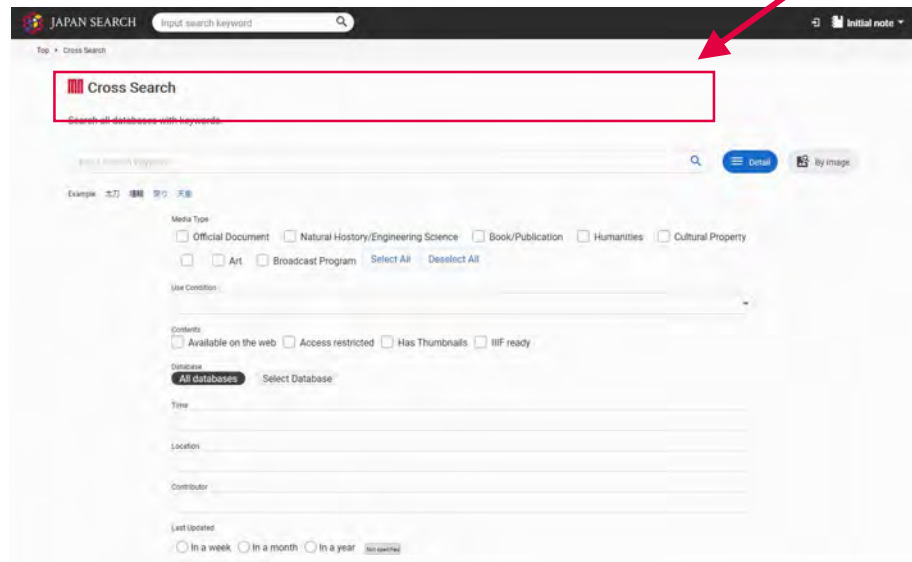 JAPAN SEARCH Input search keyword Initial note
Top Cross Search
Cross Search
Search all databases with keywords.
Detail By image
Example 太刀 埴輪 祭り 天皇
Media Type
Official Document Natural Hostory/Engineering Science Book/Publication Humanities Cultural Property
Art Broadcast Program Select All Deselect All
Use Condition
Contents
Available on the web Access restricted Has Thumbnails IIIF ready
Database
All databases Select Database
Time
Location
Contributor
Last Updated
In a week In a month In a year Not specified